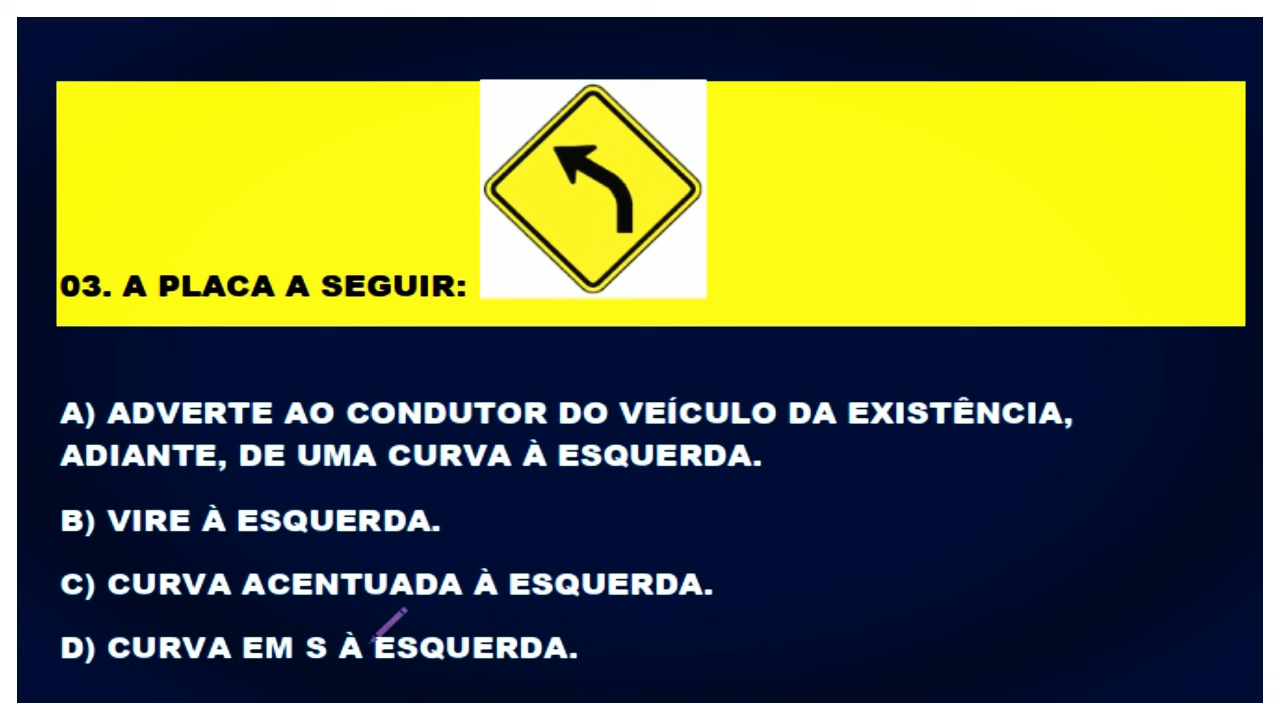 03. A PLACA A SEGUIR:
A) ADVERTE AO CONDUTOR DO VEÍCULO DA EXISTÊNCIA,
ADIANTE, DE UMA CURVA À ESQUERDA.
B) VIRE À ESQUERDA.
C) CURVA ACENTUADA À ESQUERDA.
D) CURVA EM S À ESQUERDA.